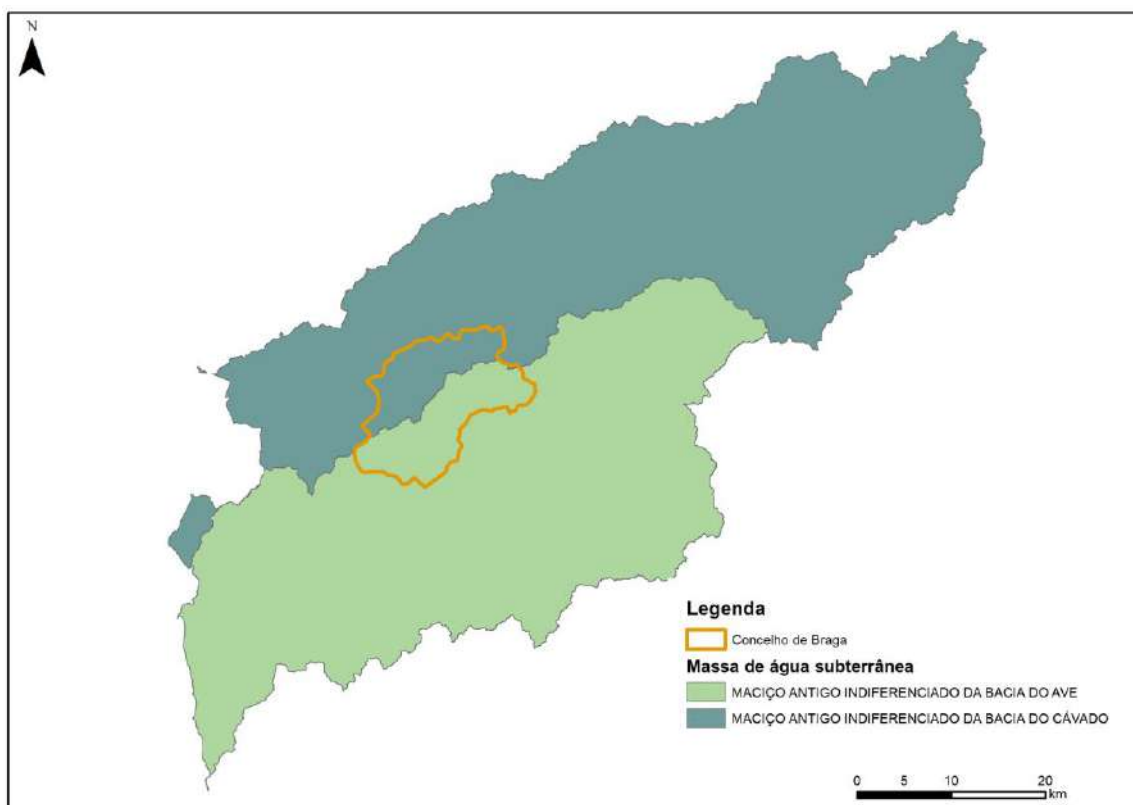 N
Legenda
Concelho de Braga
Massa de água subterrânea
MACIÇO ANTIGO INDIFERENCIADO DA BACIA DO AVE
MACIÇO ANTIGO INDIFERENCIADO DA BACIA DO CÁVADO
0 5 10 20
km